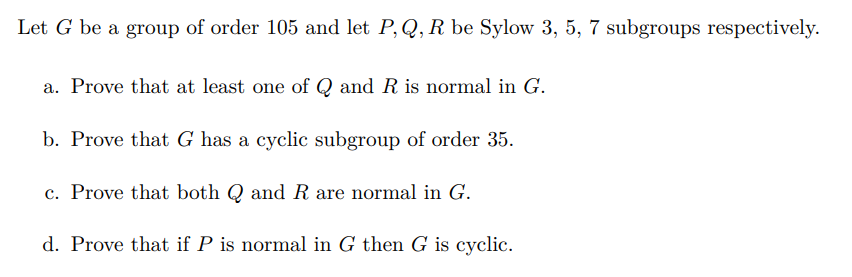 Let G be a group of order 105 and let P, Q, R be Sylow 3, 5, 7 subgroups respectively.
a. Prove that at least one of Q and R is normal in G.
b. Prove that G has a cyclic subgroup of order 35.
c. Prove that both Q and R are normal in G.
d. Prove that if P is normal in G then G is cyclic.